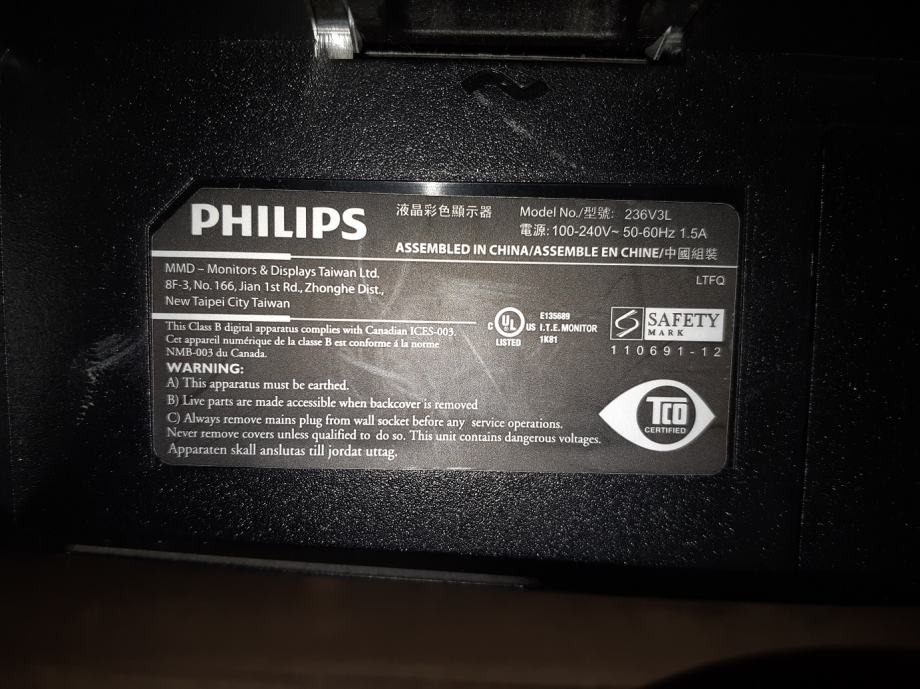 PHILIPS
液晶彩色顯示器
Model No./型號: 236V3L
電源: 100-240V~ 50-60Hz 1.5A
ASSEMBLED IN CHINA/ASSEMBLE EN CHINE/中國組裝
MMD – Monitors & Displays Taiwan Ltd.
8F-3, No. 166, Jian 1st Rd., Zhonghe Dist.,
New Taipei City Taiwan
LTFQ
This Class B digital apparatus complies with Canadian ICES-003.
Cet appareil numérique de la classe B est conforme á la norme
NMB-003 du Canada.
C UL US
LISTED
E135689
I.T.E. MONITOR
1K81
SAFETY
MARK
110691-12
WARNING:
A) This apparatus must be earthed.
B) Live parts are made accessible when backcover is removed
C) Always remove mains plug from wall socket before any service operations.
Never remove covers unless qualified to do so. This unit contains dangerous voltages.
Apparaten skall anslutas till jordat uttag.
TCO
CERTIFIED